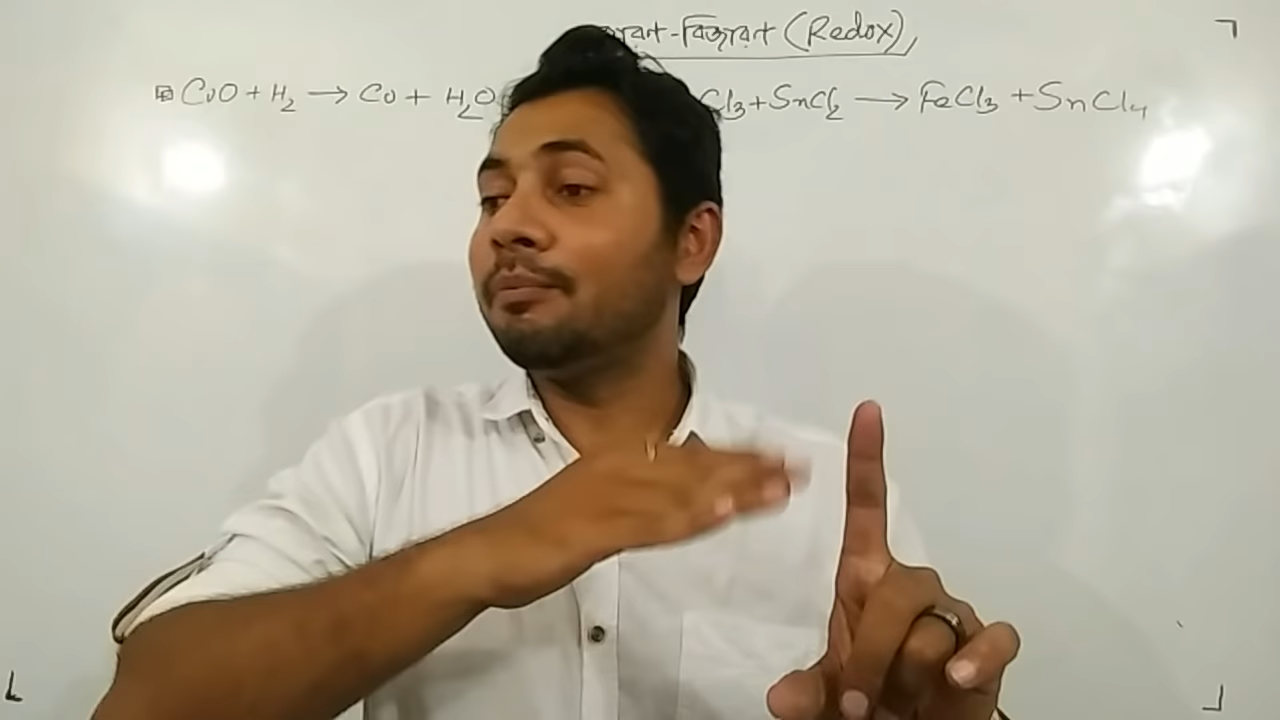 -বিজারণ (Redox),
CuO + H₂ → Cu + H₂O
Cl₃ + SnCl₂ → FeCl₃ + SnCl₄